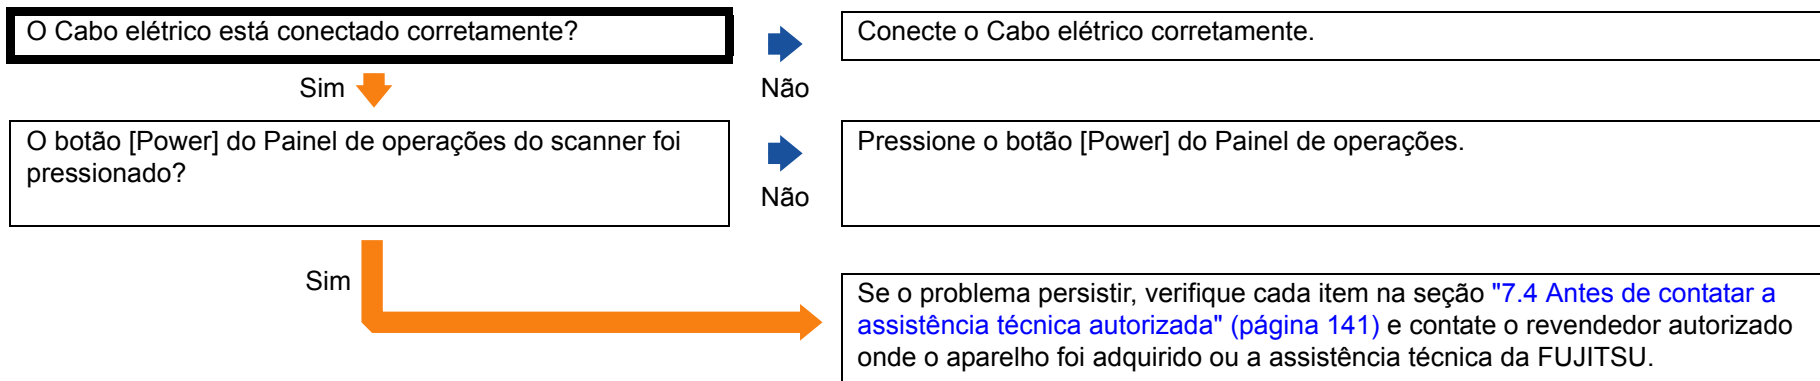 O Cabo elétrico está conectado corretamente?
Conecte o Cabo elétrico corretamente.
Sim
Não
O botão [Power] do Painel de operações do scanner foi
pressionado?
Pressione o botão [Power] do Painel de operações.
Não
Sim
Se o problema persistir, verifique cada item na seção "7.4 Antes de contatar a
assistência técnica autorizada" (página 141) e contate o revendedor autorizado
onde o aparelho foi adquirido ou a assistência técnica da FUJITSU.